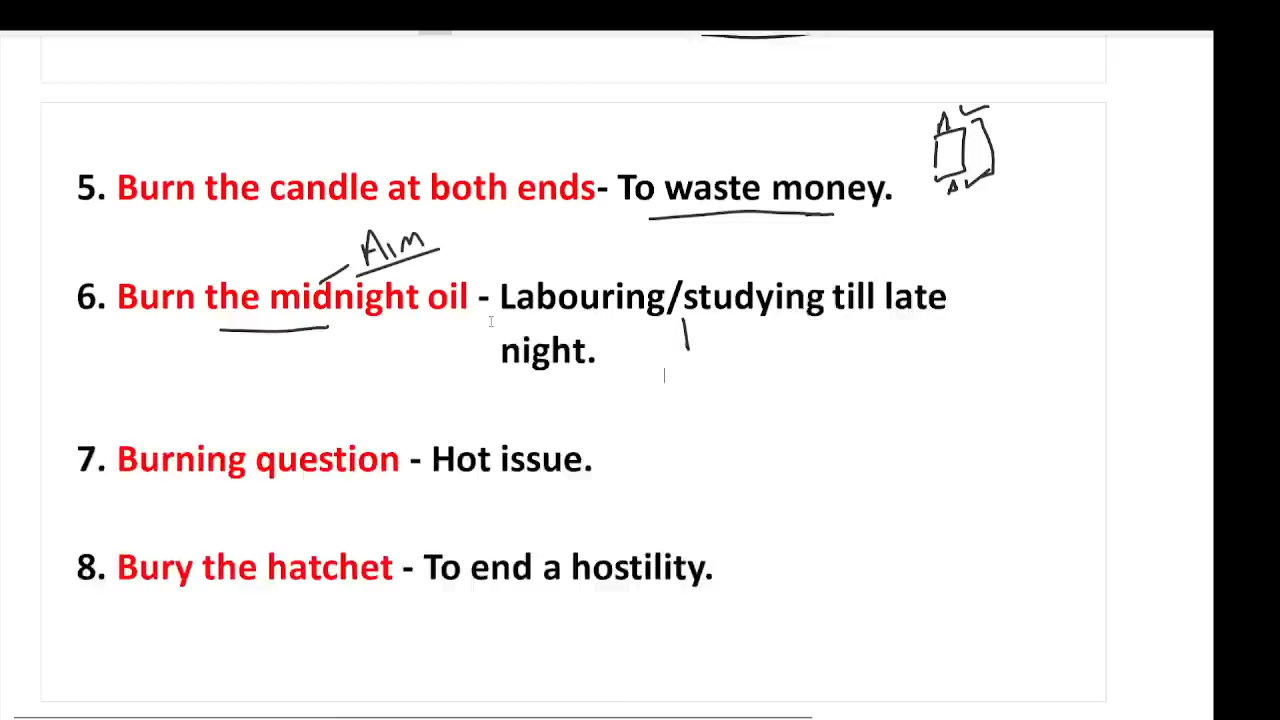 5. Burn the candle at both ends- To waste money.
Aim
6. Burn the midnight oil - Labouring/studying till late
night.
7. Burning question - Hot issue.
8. Bury the hatchet - To end a hostility.